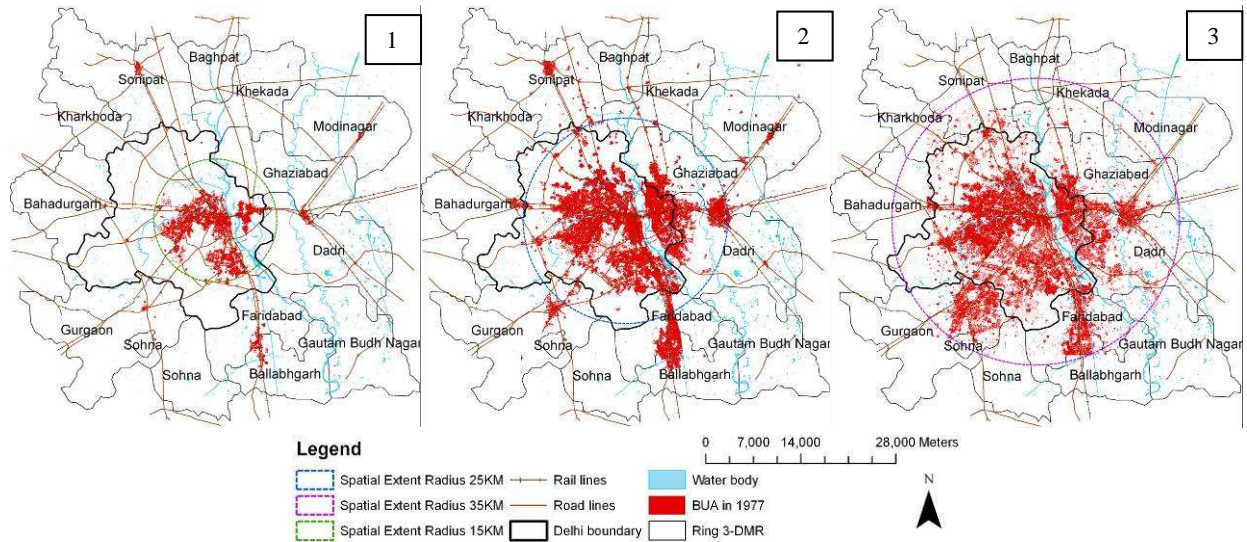 1
Baghpat
Sonipat
Khekada
Kharkhoda
Modinagar
Ghaziabad
Bahadurgarh
Dadri
Faridabad
Gurgaon
Sohna
Gautam Budh Nagar
Sohna
Ballabhgarh
2
Baghpat
Sonipat
Khekada
Kharkhoda
Modinagar
Ghaziabad
Bahadurgarh
Dadri
Faridabad
Gurgaon
Sohna
Gautam Budh Nagar
Sohna
Ballabhgarh
3
Baghpat
Sonipat
Khekada
Kharkhoda
Modinagar
Ghaziabad
Bahadurgarh
Dadri
Faridabad
Gurgaon
Sohna
Gautam Budh Nagar
Sohna
Ballabhgarh
Legend
0 7,000 14,000 28,000 Meters
Spatial Extent Radius 25KM Rail lines Water body
Spatial Extent Radius 35KM Road lines BUA in 1977
Spatial Extent Radius 15KM Delhi boundary Ring 3-DMR
N